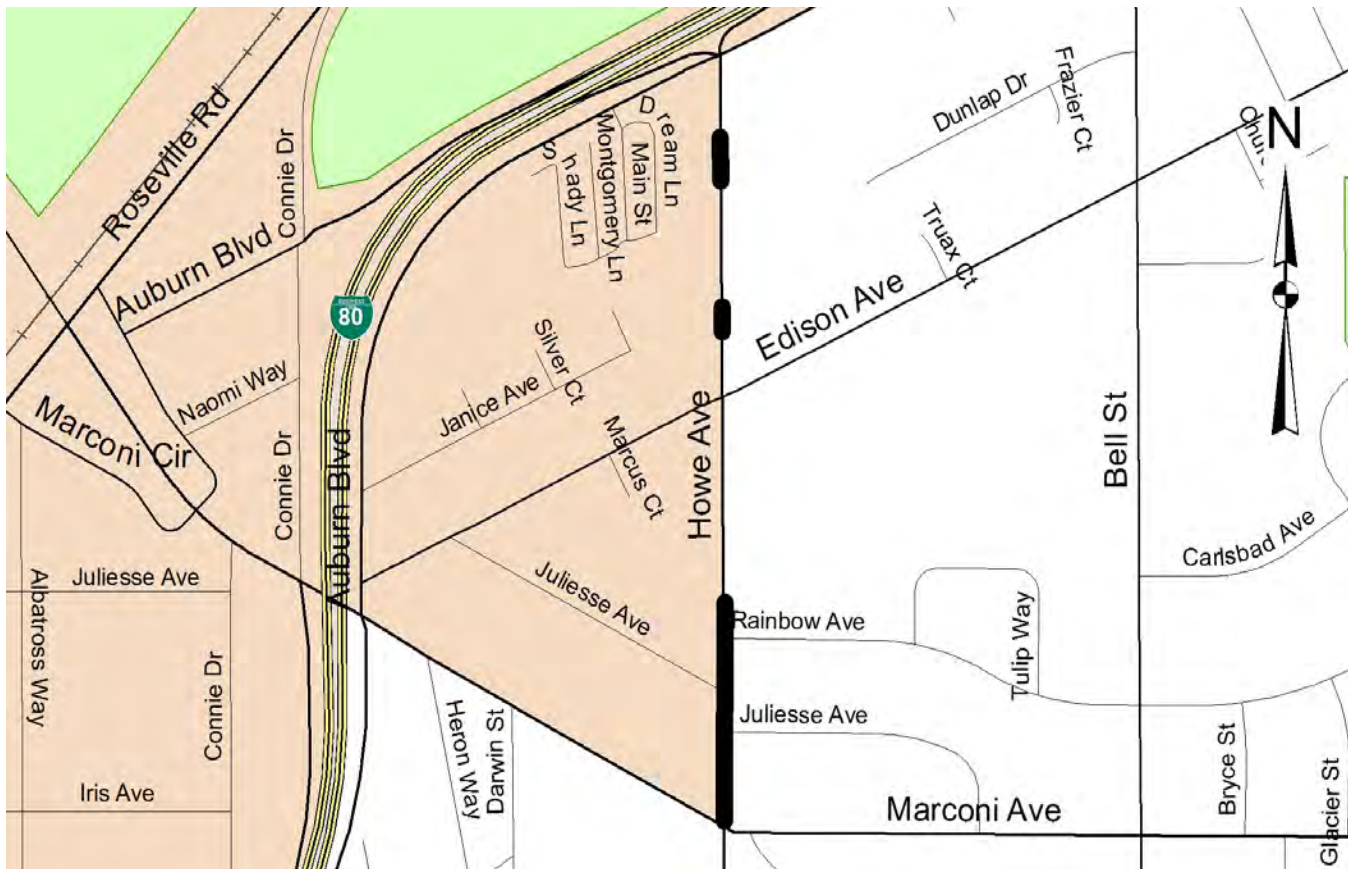 Roseville Rd
Connie Dr
Auburn Blvd
Dream Ln
Main St
Montgomery Ln
Shady Ln
Frazier Ct
Dunlap Dr
N
Truax Ct
BUSINESS
80
Edison Ave
Silver Ct
Naomi Way
Janice Ave
Marconi Cir
Marcus Ct
Howe Ave
Bell St
Connie Dr
Auburn Blvd
Carlsbad Ave
Juliesse Ave
Juliesse Ave
Rainbow Ave
Albatross Way
Tulip Way
Connie Dr
Juliesse Ave
Heron Way
Darwin St
Bryce St
Iris Ave
Marconi Ave
Glacier St